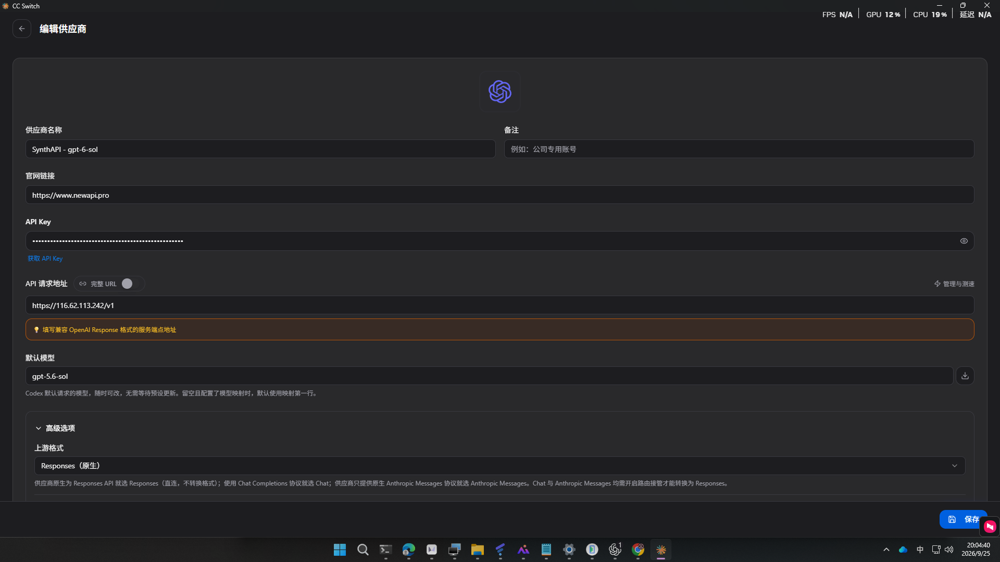 CC Switch
FPS N/A GPU 12% CPU 19% 延迟 N/A
编辑供应商
供应商名称
备注
SynthAPI - gpt-6-sol
例如：公司专用账号
官网链接
https://www.newapi.pro
API Key
••••••••••••••••••••••••••••••••••••••••••••••••••••
获取 API Key
API 请求地址
完整 URL
管理与测速
https://116.62.113.242/v1
填写兼容 OpenAI Response 格式的服务端点地址
默认模型
gpt-5.6-sol
Codex 默认请求的模型，随时可改，无需等待预设更新。留空且配置了模型映射时，默认使用映射第一行。
高级选项
上游格式
Responses（原生）
供应商原生为 Responses API 就选 Responses（直连，不转换格式）；使用 Chat Completions 协议就选 Chat；供应商只提供原生 Anthropic Messages 协议就选 Anthropic Messages。Chat 与 Anthropic Messages 均需开启路由接管才能转换为 Responses。
保存
1
中
20:04:40
2026/9/25